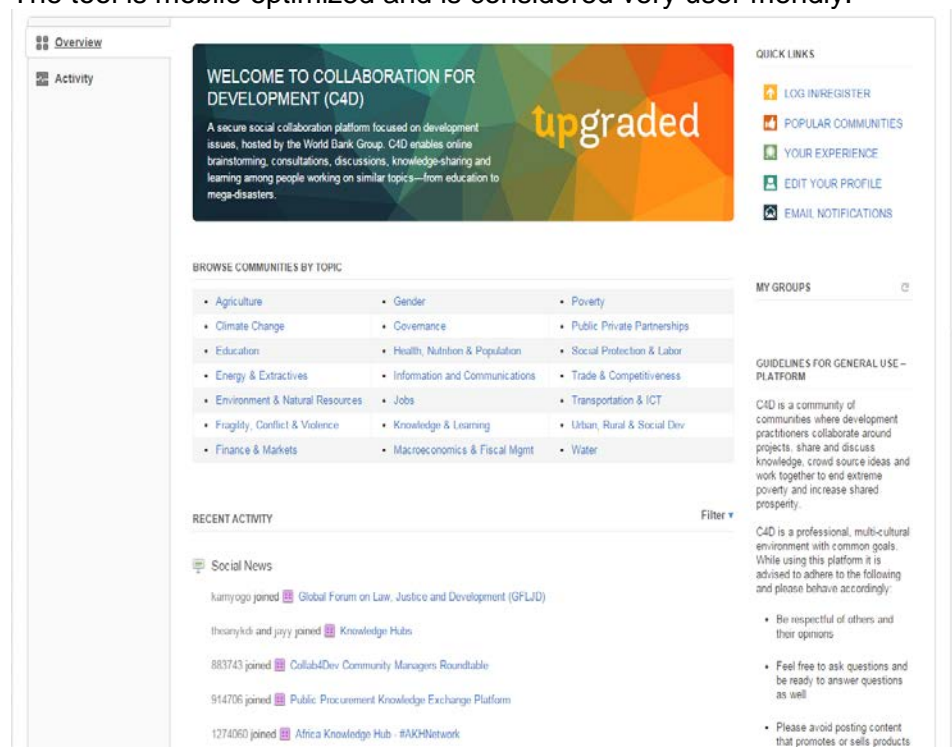 The tool is mobile optimized and is considered very user friendly.
Overview
Activity
WELCOME TO COLLABORATION FOR
DEVELOPMENT (C4D)
A secure social collaboration platform focused on development
issues, hosted by the World Bank Group. C4D enables online
brainstorming, consultations, discussions, knowledge-sharing and
learning among people working on similar topics—from education to
mega-disasters.
upgraded
QUICK LINKS
LOG IN/REGISTER
POPULAR COMMUNITIES
YOUR EXPERIENCE
EDIT YOUR PROFILE
EMAIL NOTIFICATIONS
BROWSE COMMUNITIES BY TOPIC
• Agriculture • Gender • Poverty
• Climate Change • Governance • Public Private Partnerships
• Education • Health, Nutrition & Population • Social Protection & Labor
• Energy & Extractives • Information and Communications • Trade & Competitiveness
• Environment & Natural Resources • Jobs • Transportation & ICT
• Fragility, Conflict & Violence • Knowledge & Learning • Urban, Rural & Social Dev
• Finance & Markets • Macroeconomics & Fiscal Mgmt • Water
RECENT ACTIVITY
Filter
Social News
kamyogo joined Global Forum on Law, Justice and Development (GFLJD)
theanykdi and jayy joined Knowledge Hubs
883743 joined Collab4Dev Community Managers Roundtable
914706 joined Public Procurement Knowledge Exchange Platform
1274060 joined Africa Knowledge Hub - #AKHNetwork
MY GROUPS
GUIDELINES FOR GENERAL USE –
PLATFORM
C4D is a community of
communities where development
practitioners collaborate around
projects, share and discuss
knowledge, crowd source ideas and
work together to end extreme
poverty and increase shared
prosperity.
C4D is a professional, multi-cultural
environment with common goals.
While using this platform it is
advised to adhere to the following
and please behave accordingly:
• Be respectful of others and
their opinions
• Feel free to ask questions and
be ready to answer questions
as well
• Please avoid posting content
that promotes or sells products